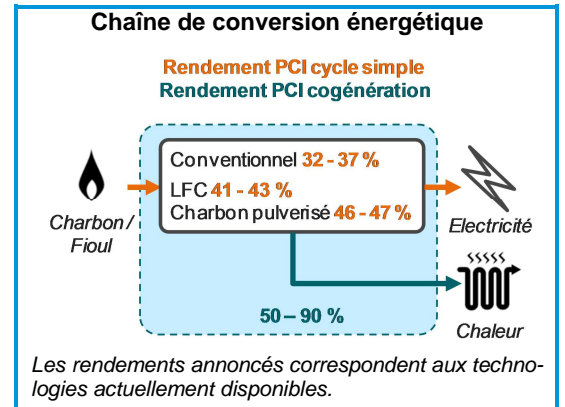 Chaîne de conversion énergétique
Rendement PCI cycle simple
Rendement PCI cogénération
Conventionnel 32 - 37 %
LFC 41 - 43 %
Charbon pulverisé 46 - 47 %
Charbon /
Fioul
Electricité
50 – 90 %
Chaleur
Les rendements annoncés correspondent aux techno-
logies actuellement disponibles.